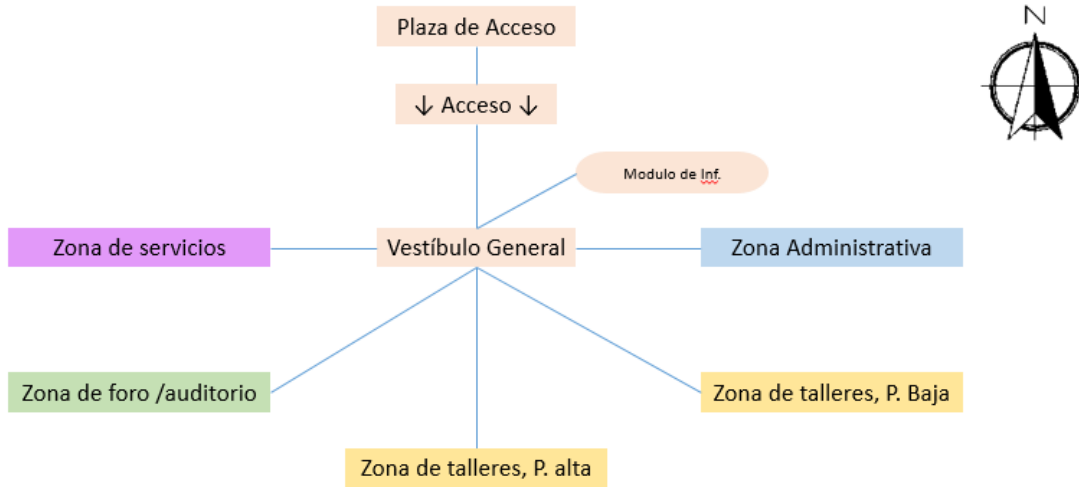 Plaza de Acceso
N
↓ Acceso ↓
Modulo de Inf.
Zona de servicios
Vestíbulo General
Zona Administrativa
Zona de foro /auditorio
Zona de talleres, P. Baja
Zona de talleres, P. alta